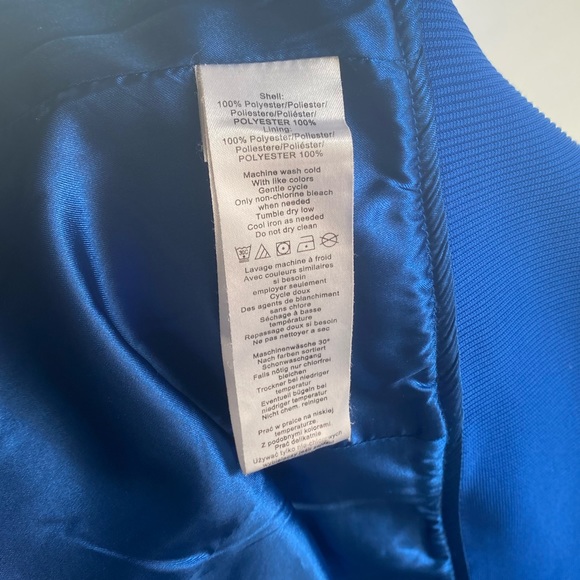 Shell:
100% Polyester/Poliester/
Poliestere/Poliéster/
POLYESTER 100%
Lining:
100% Polyester/Poliester/
Poliestere/Poliéster/
POLYESTER 100%
Machine wash cold
With like colors
Gentle cycle
Only non-chlorine bleach
when needed
Tumble dry low
Cool iron as needed
Do not dry clean
Lavage machine à froid
Avec couleurs similaires
si besoin
employer seulement
Cycle doux
Des agents de blanchiment
sans chlore
Séchage à basse
température
Repassage doux si besoin
Ne pas nettoyer a sec
Maschinenwäsche 30°
Nach farben sortiert
Schonwaschgang
Falls nötig nur chlorfrei
bleichen
Trockner bei niedriger
temperatur
Eventuell bügeln bei
niedriger temperatur
Nicht chem. reinigen
Prać w pralce na niskiej
temperaturze.
Z podobnymi kolorami.
Prać delikatnie
Używać tylko nie-chlorowych